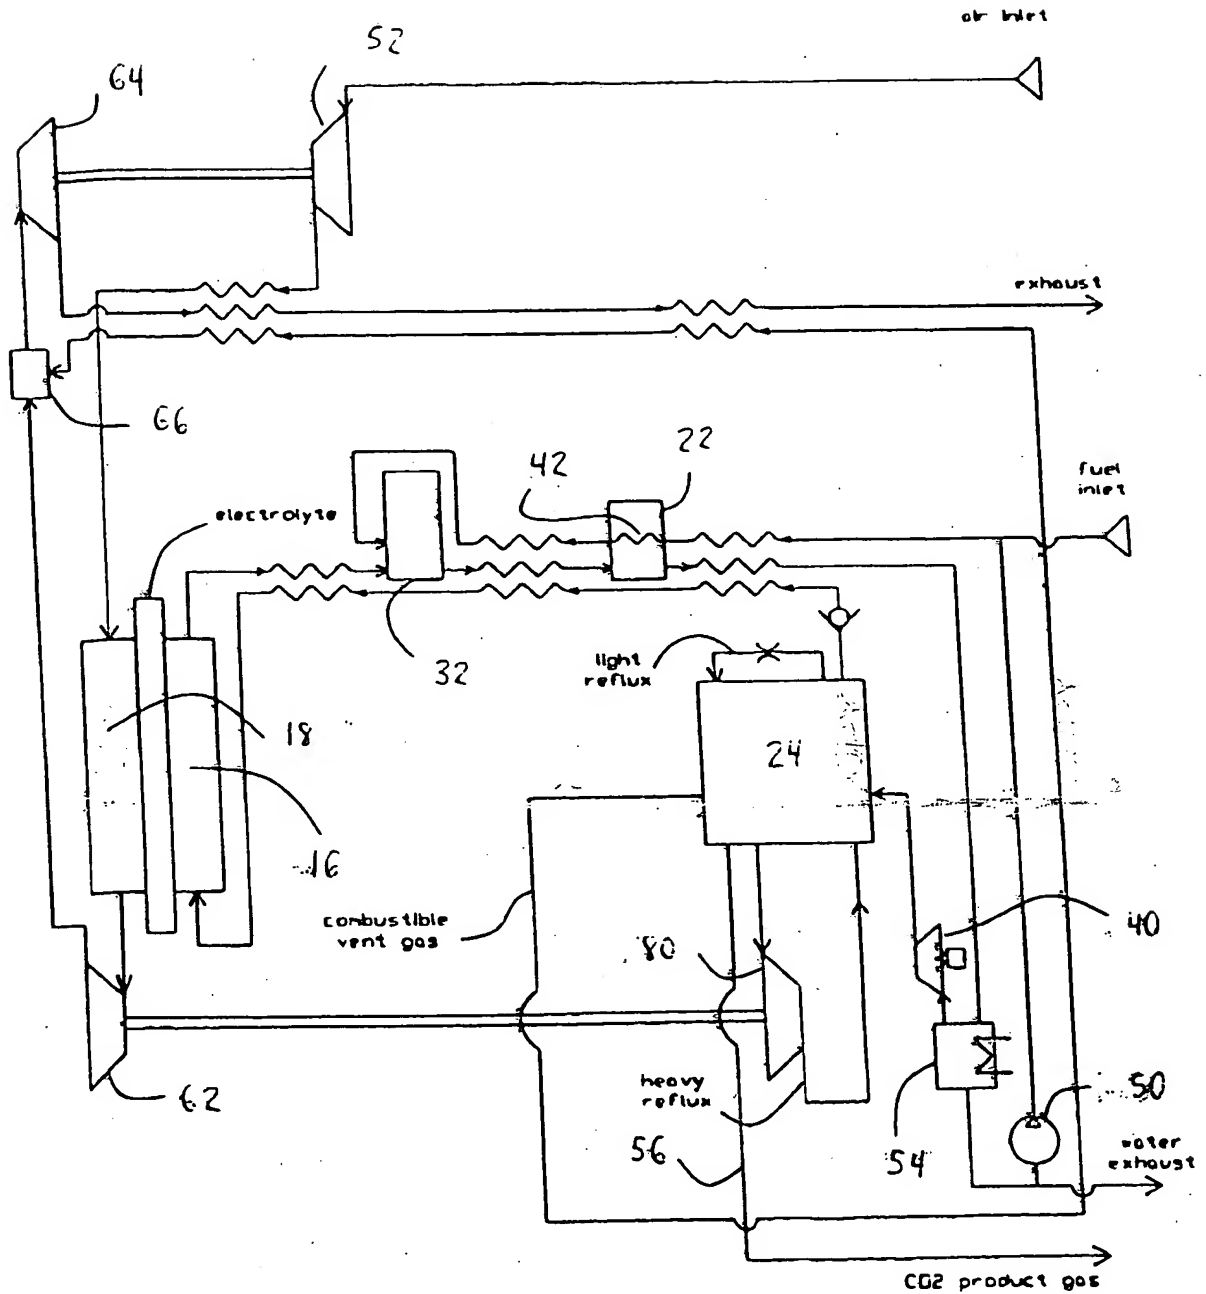 air inlet
52
64
exhaust
66
22
42
fuel
inlet
electrolyte
32
light
reflux
18
24
16
combustible
vent gas
40
80
62
heavy
reflux
50
56
54
water
exhaust
CO2 product gas